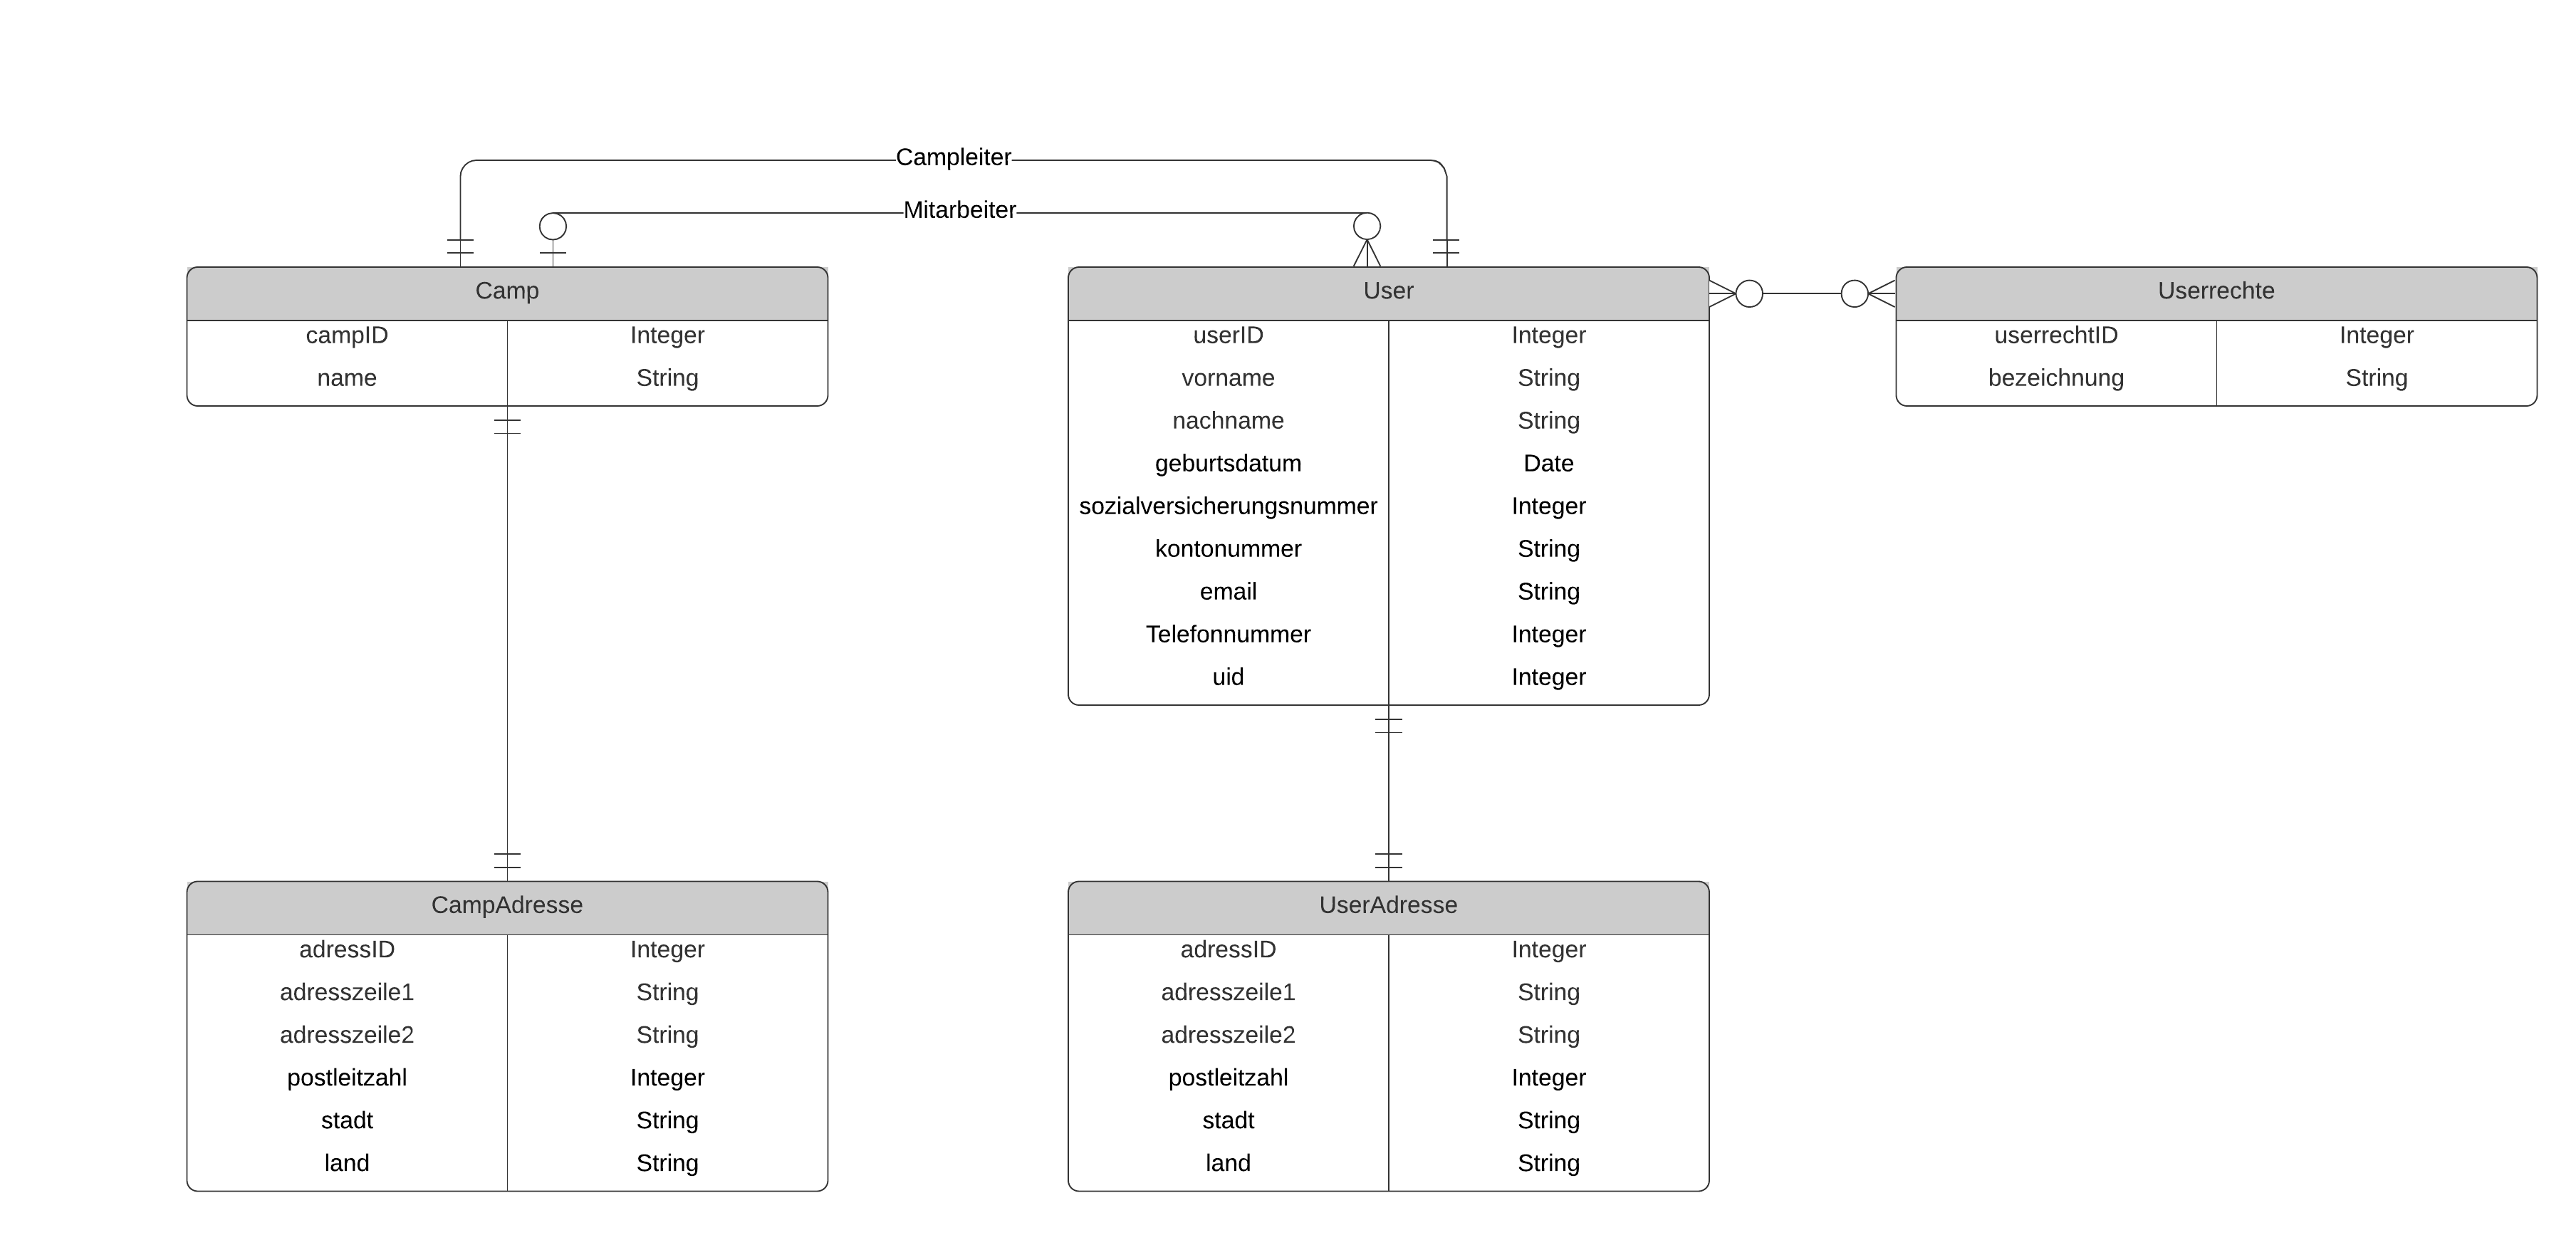 Campleiter
Mitarbeiter
Camp
campID Integer
name String
User
userID Integer
vorname String
nachname String
geburtsdatum Date
sozialversicherungsnummer Integer
kontonummer String
email String
Telefonnummer Integer
uid Integer
Userrechte
userrechtID Integer
bezeichnung String
CampAdresse
adressID Integer
adresszeile1 String
adresszeile2 String
postleitzahl Integer
stadt String
land String
UserAdresse
adressID Integer
adresszeile1 String
adresszeile2 String
postleitzahl Integer
stadt String
land String